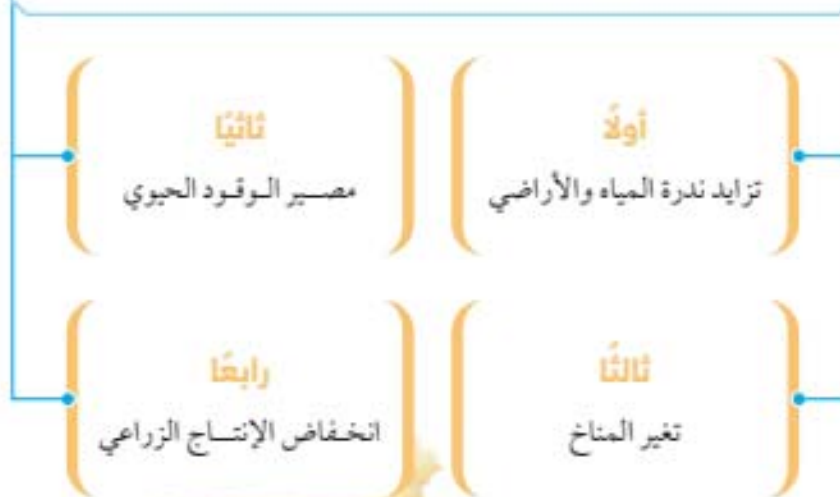 أولًا
تزايد ندرة المياه والأراضي
ثانيًا
مصير الوقود الحيوي
ثالثًا
تغير المناخ
رابعًا
انخفاض الإنتاج الزراعي